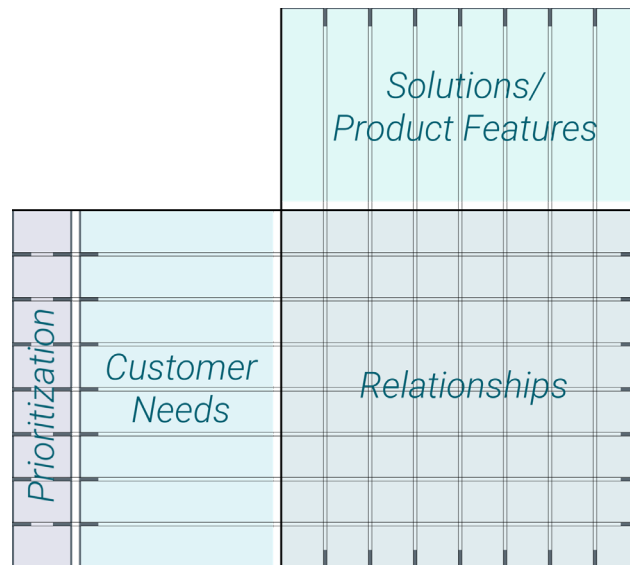 Solutions/
Product Features
Prioritization
Customer
Needs
Relationships